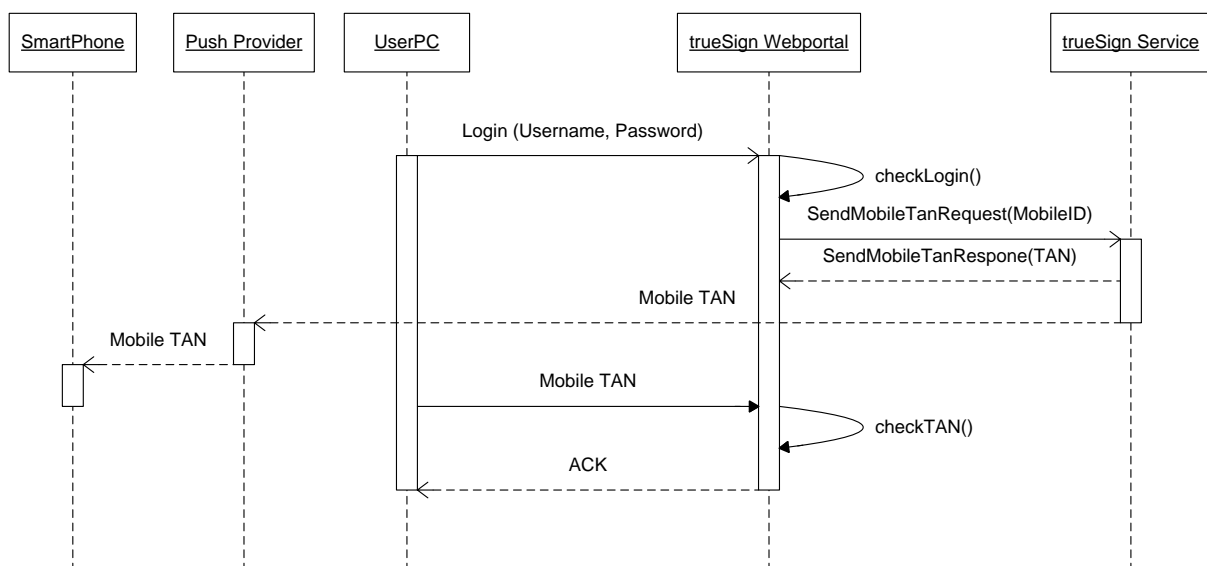 SmartPhone
Push Provider
UserPC
trueSign Webportal
trueSign Service
Login (Username, Password)
checkLogin()
SendMobileTanRequest(MobileID)
SendMobileTanRespone(TAN)
Mobile TAN
Mobile TAN
Mobile TAN
checkTAN()
ACK